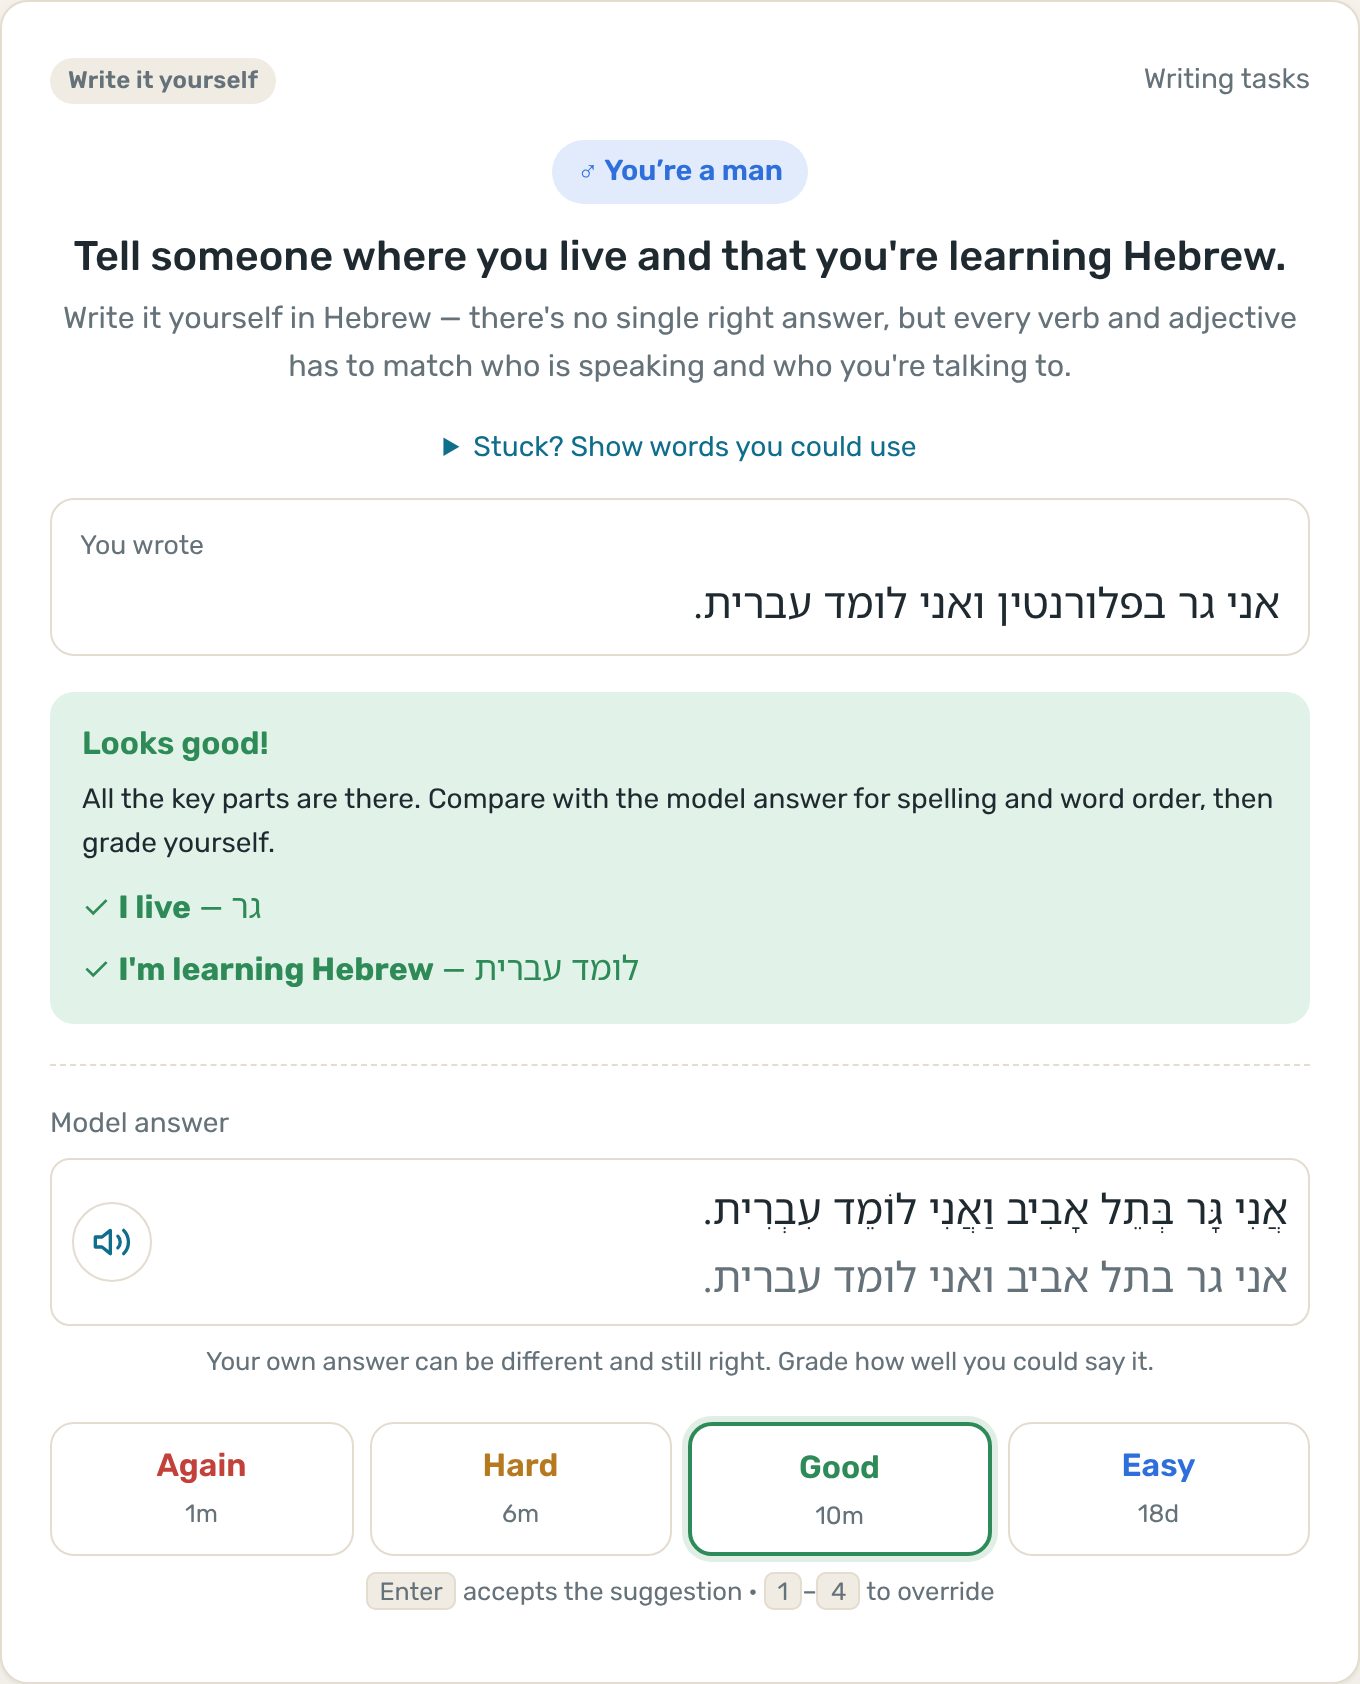 Write it yourself
Writing tasks
♂ You’re a man
Tell someone where you live and that you're learning Hebrew.
Write it yourself in Hebrew — there's no single right answer, but every verb and adjective
has to match who is speaking and who you're talking to.
▶ Stuck? Show words you could use
You wrote
אני גר בפלורנטין ואני לומד עברית.
Looks good!
All the key parts are there. Compare with the model answer for spelling and word order, then
grade yourself.
✓ I live — גר
✓ I'm learning Hebrew — לומד עברית
Model answer
אֲנִי גָּר בְּתֵל אָבִיב וַאֲנִי לוֹמֵד עִבְרִית.
אני גר בתל אביב ואני לומד עברית.
Your own answer can be different and still right. Grade how well you could say it.
Again
1m
Hard
6m
Good
10m
Easy
18d
Enter accepts the suggestion • 1–4 to override